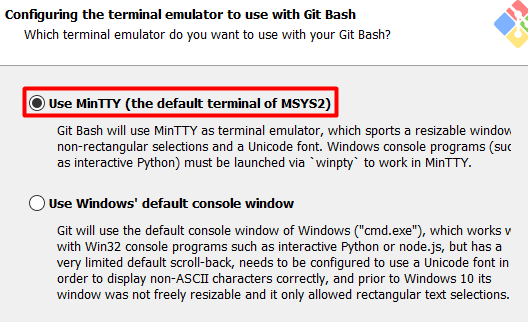 Configuring the terminal emulator to use with Git Bash
Which terminal emulator do you want to use with your Git Bash?
Use MinTTY (the default terminal of MSYS2)
Git Bash will use MinTTY as terminal emulator, which sports a resizable window
non-rectangular selections and a Unicode font. Windows console programs (suc
as interactive Python) must be launched via `winpty` to work in MinTTY.
Use Windows' default console window
Git will use the default console window of Windows ("cmd.exe"), which works w
with Win32 console programs such as interactive Python or node.js, but has a
very limited default scroll-back, needs to be configured to use a Unicode font in
order to display non-ASCII characters correctly, and prior to Windows 10 its
window was not freely resizable and it only allowed rectangular text selections.